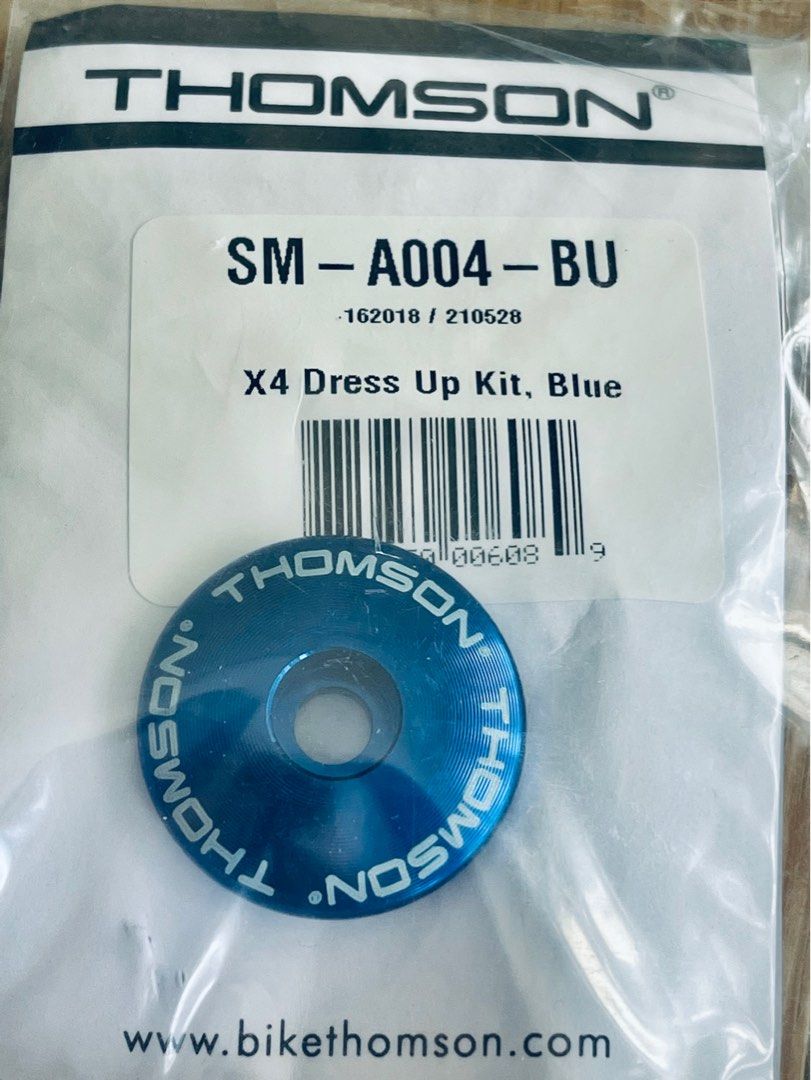 THOMSON®
SM-A004-BU
162018 / 210528
X4 Dress Up Kit, Blue
00608 9
THOMSON®
THOMSON®
THOMSON®
www.bikethomson.com